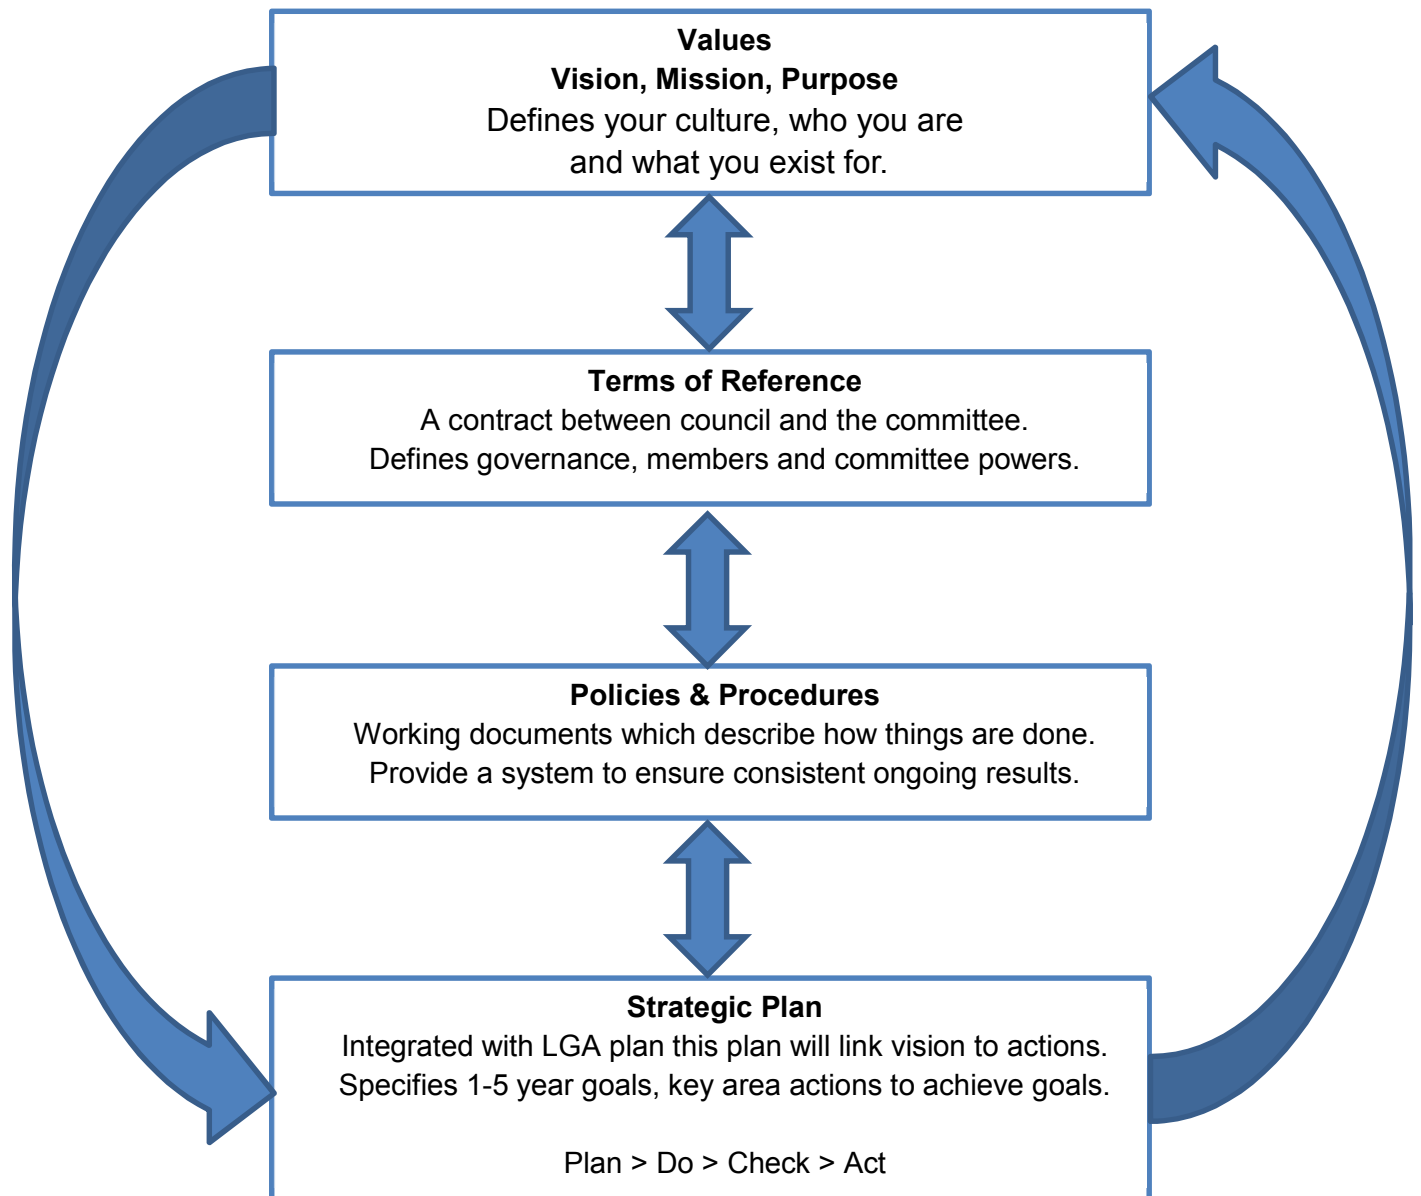 Values
Vision, Mission, Purpose
Defines your culture, who you are
and what you exist for.
Terms of Reference
A contract between council and the committee.
Defines governance, members and committee powers.
Policies & Procedures
Working documents which describe how things are done.
Provide a system to ensure consistent ongoing results.
Strategic Plan
Integrated with LGA plan this plan will link vision to actions.
Specifies 1-5 year goals, key area actions to achieve goals.
Plan > Do > Check > Act